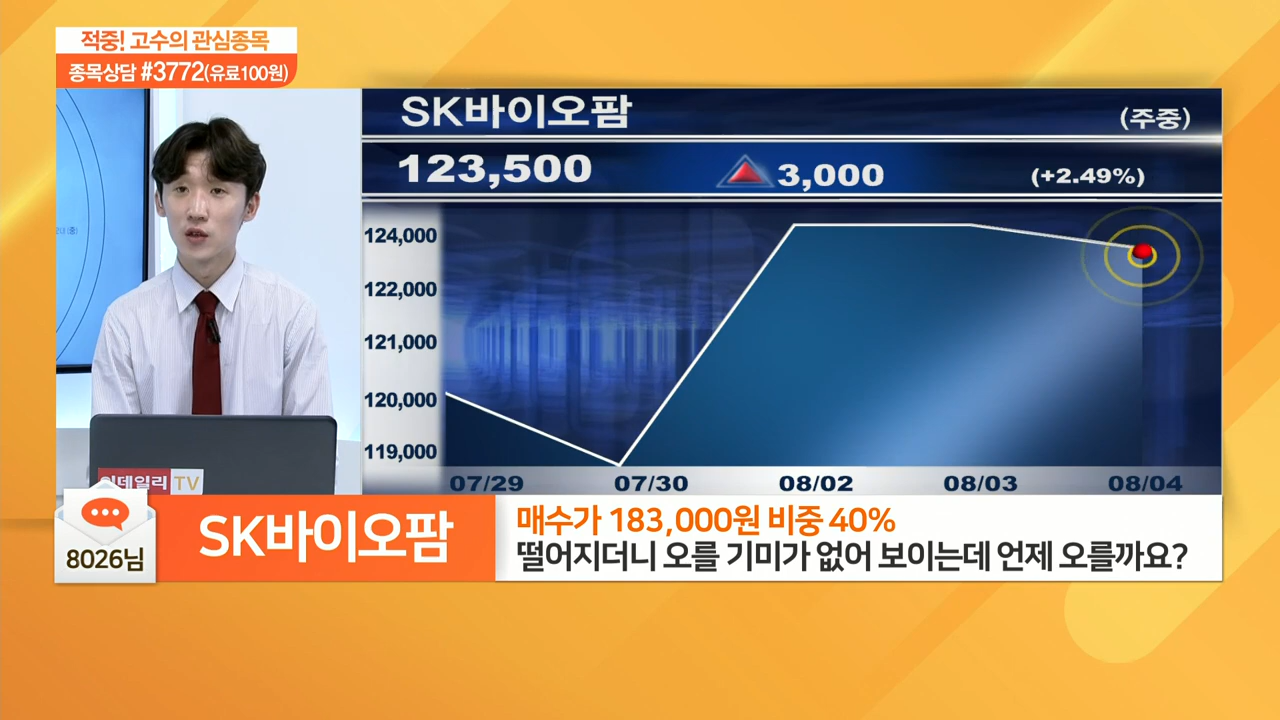 적중! 고수의 관심종목
종목상담 #3772(유료100원)
SK바이오팜
(주중)
123,500
3,000
(+2.49%)
124,000
122,000
121,000
120,000
119,000
07/29
07/30
08/02
08/03
08/04
이데일리 TV
8026님
SK바이오팜
매수가 183,000원 비중 40%
떨어지더니 오를 기미가 없어 보이는데 언제 오를까요?